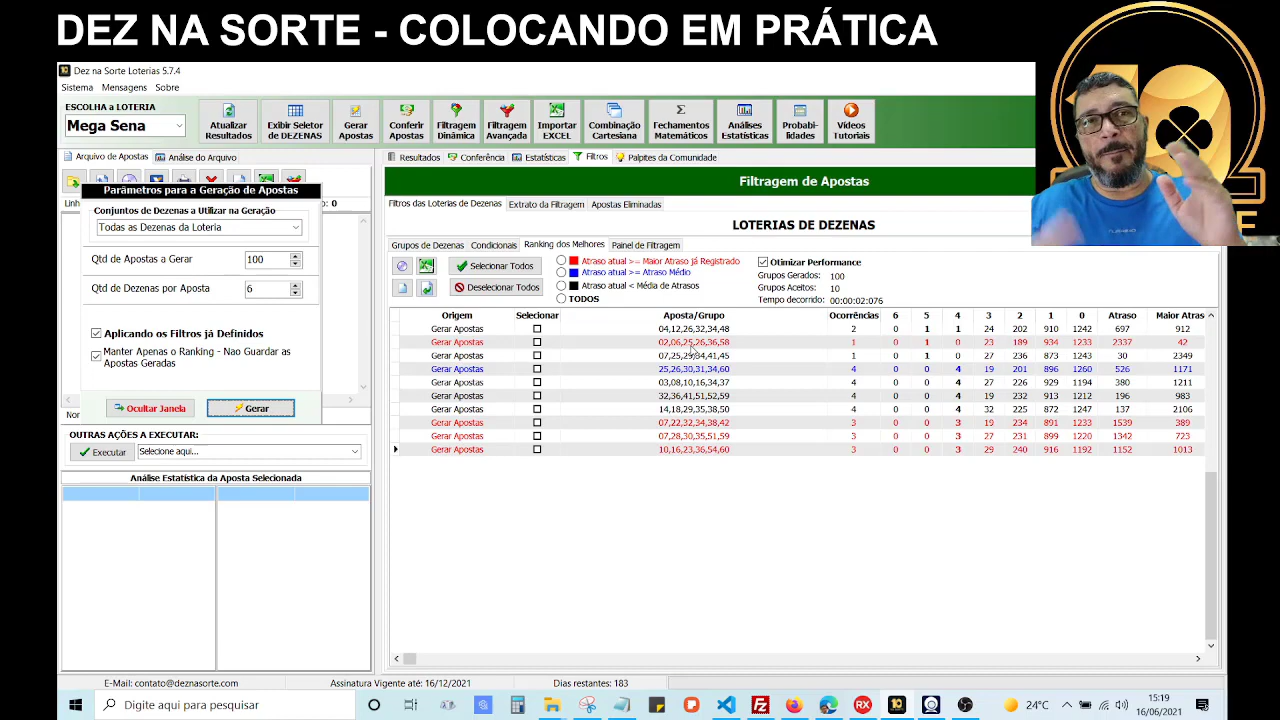 DEZ NA SORTE - COLOCANDO EM PRÁTICA
Dez na Sorte Loterias 5.7.4
Sistema Mensagens Sobre
ESCOLHA a LOTERIA
Mega Sena
Atualizar Resultados
Exibir Seletor de DEZENAS
Gerar Apostas
Conferir Apostas
Filtragem Dinâmica
Filtragem Avançada
Importar EXCEL
Combinação Cartesiana
Fechamentos Matemáticos
Análises Estatísticas
Probabi-lidades
Vídeos Tutoriais
Arquivo de Apostas Análise do Arquivo
Resultados Conferência Estatísticas Filtros Palpites da Comunidade
Parâmetros para a Geração de Apostas
Conjuntos de Dezenas a Utilizar na Geração
Todas as Dezenas da Loteria
Qtd de Apostas a Gerar 100
Qtd de Dezenas por Aposta 6
Aplicando os Filtros já Definidos
Manter Apenas o Ranking - Nao Guardar as
Apostas Geradas
Ocultar Janela Gerar
OUTRAS AÇÕES A EXECUTAR:
Executar Selecione aqui...
Análise Estatística da Aposta Selecionada
Filtragem de Apostas
Filtros das Loterias de Dezenas Extrato da Filtragem Apostas Eliminadas
LOTERIAS DE DEZENAS
Grupos de Dezenas Condicionais Ranking dos Melhores Painel de Filtragem
Selecionar Todos
Deselecionar Todos
Atraso atual >= Maior Atraso já Registrado
Atraso atual >= Atraso Médio
Atraso atual < Média de Atrasos
TODOS
Otimizar Performance
Grupos Gerados: 100
Grupos Aceitos: 10
Tempo decorrido: 00:00:02:076
Origem Selecionar Aposta/Grupo Ocorrências 6 5 4 3 2 1 0 Atraso Maior Atras
Gerar Apostas 04,12,26,32,34,48 2 0 1 1 24 202 910 1242 697 912
Gerar Apostas 02,06,25,26,36,58 1 0 1 0 23 189 934 1233 2337 42
Gerar Apostas 07,25,29,34,41,45 1 0 1 0 27 236 873 1243 30 2349
Gerar Apostas 25,26,30,31,34,60 4 0 0 4 19 201 896 1260 526 1171
Gerar Apostas 03,08,10,16,34,37 4 0 0 4 27 226 929 1194 380 1211
Gerar Apostas 32,36,41,51,52,59 4 0 0 4 19 232 913 1212 196 983
Gerar Apostas 14,18,29,35,38,50 4 0 0 4 32 225 872 1247 137 2106
Gerar Apostas 07,22,32,34,38,42 3 0 0 3 19 234 891 1233 1539 389
Gerar Apostas 07,28,30,35,51,59 3 0 0 3 27 231 899 1220 1342 723
Gerar Apostas 10,16,23,36,54,60 3 0 0 3 29 240 916 1192 1152 1013
E-Mail: contato@deznasorte.com Assinatura Vigente até: 16/12/2021 Dias restantes: 183
Digite aqui para pesquisar
24°C
15:19
16/06/2021